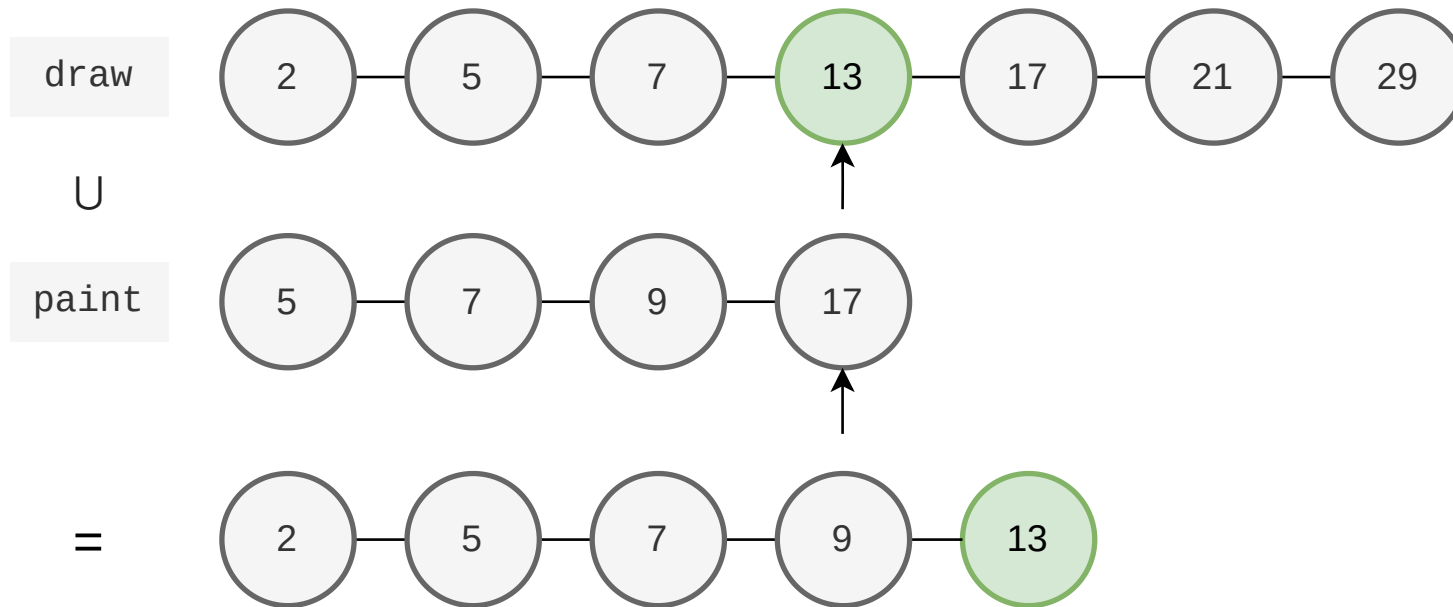 draw 2 5 7 13 17 21 29
∪
paint 5 7 9 17
= 2 5 7 9 13